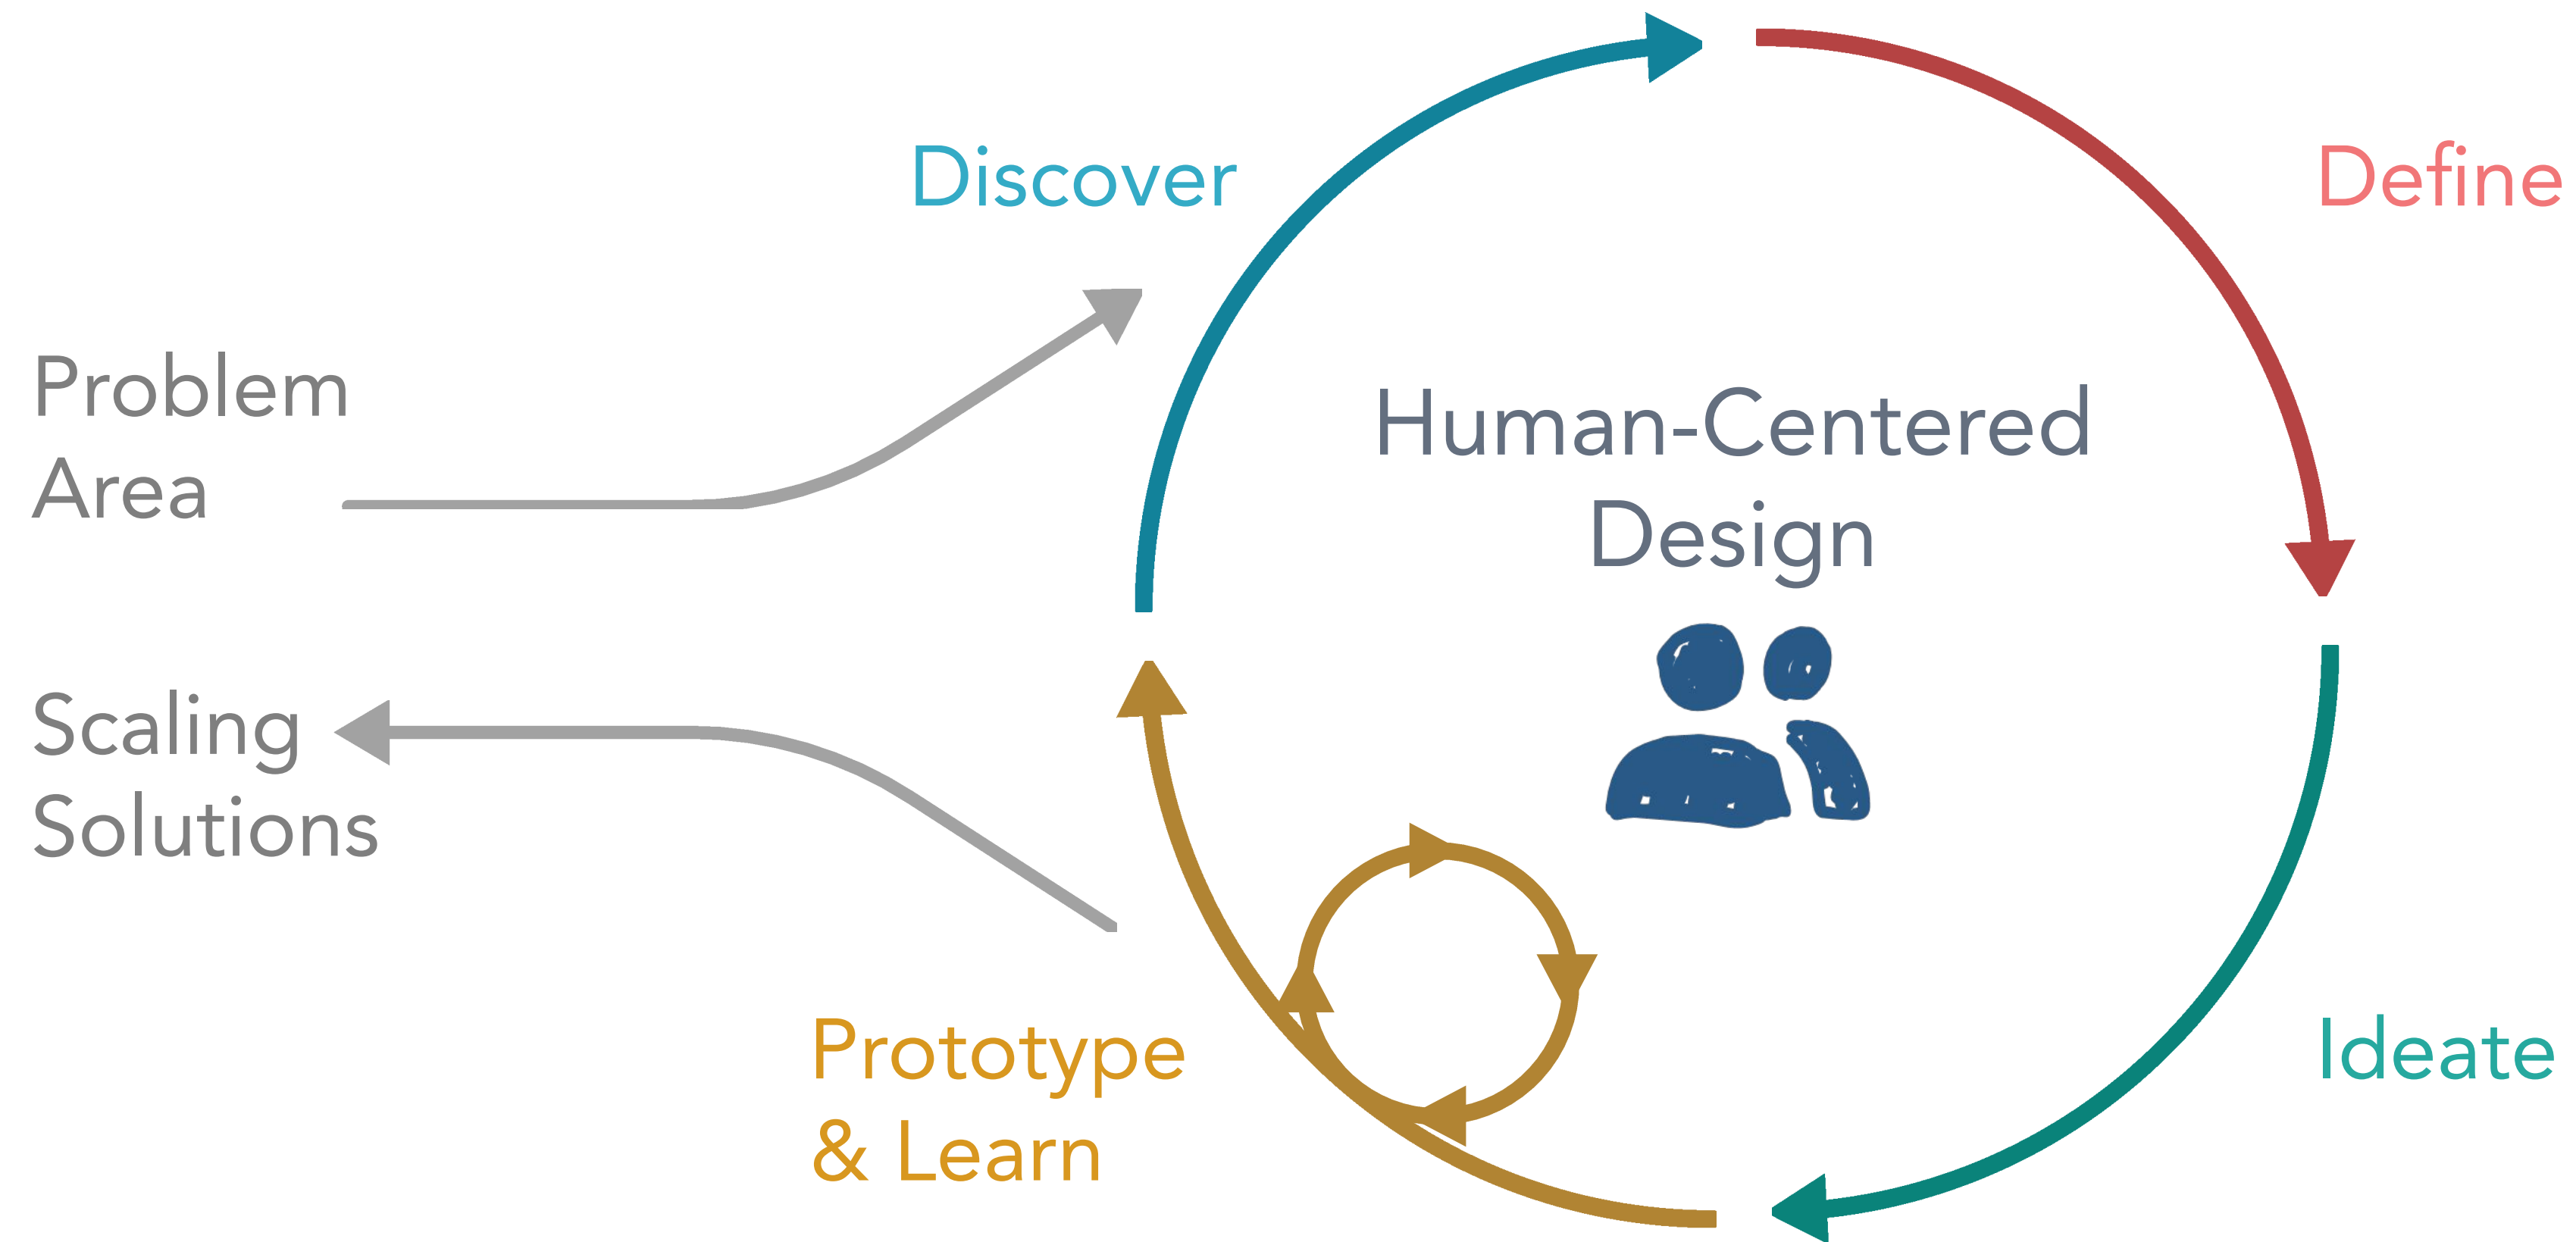 Discover
Define
Problem
Area
Human-Centered
Design
Scaling
Solutions
Prototype
& Learn
Ideate